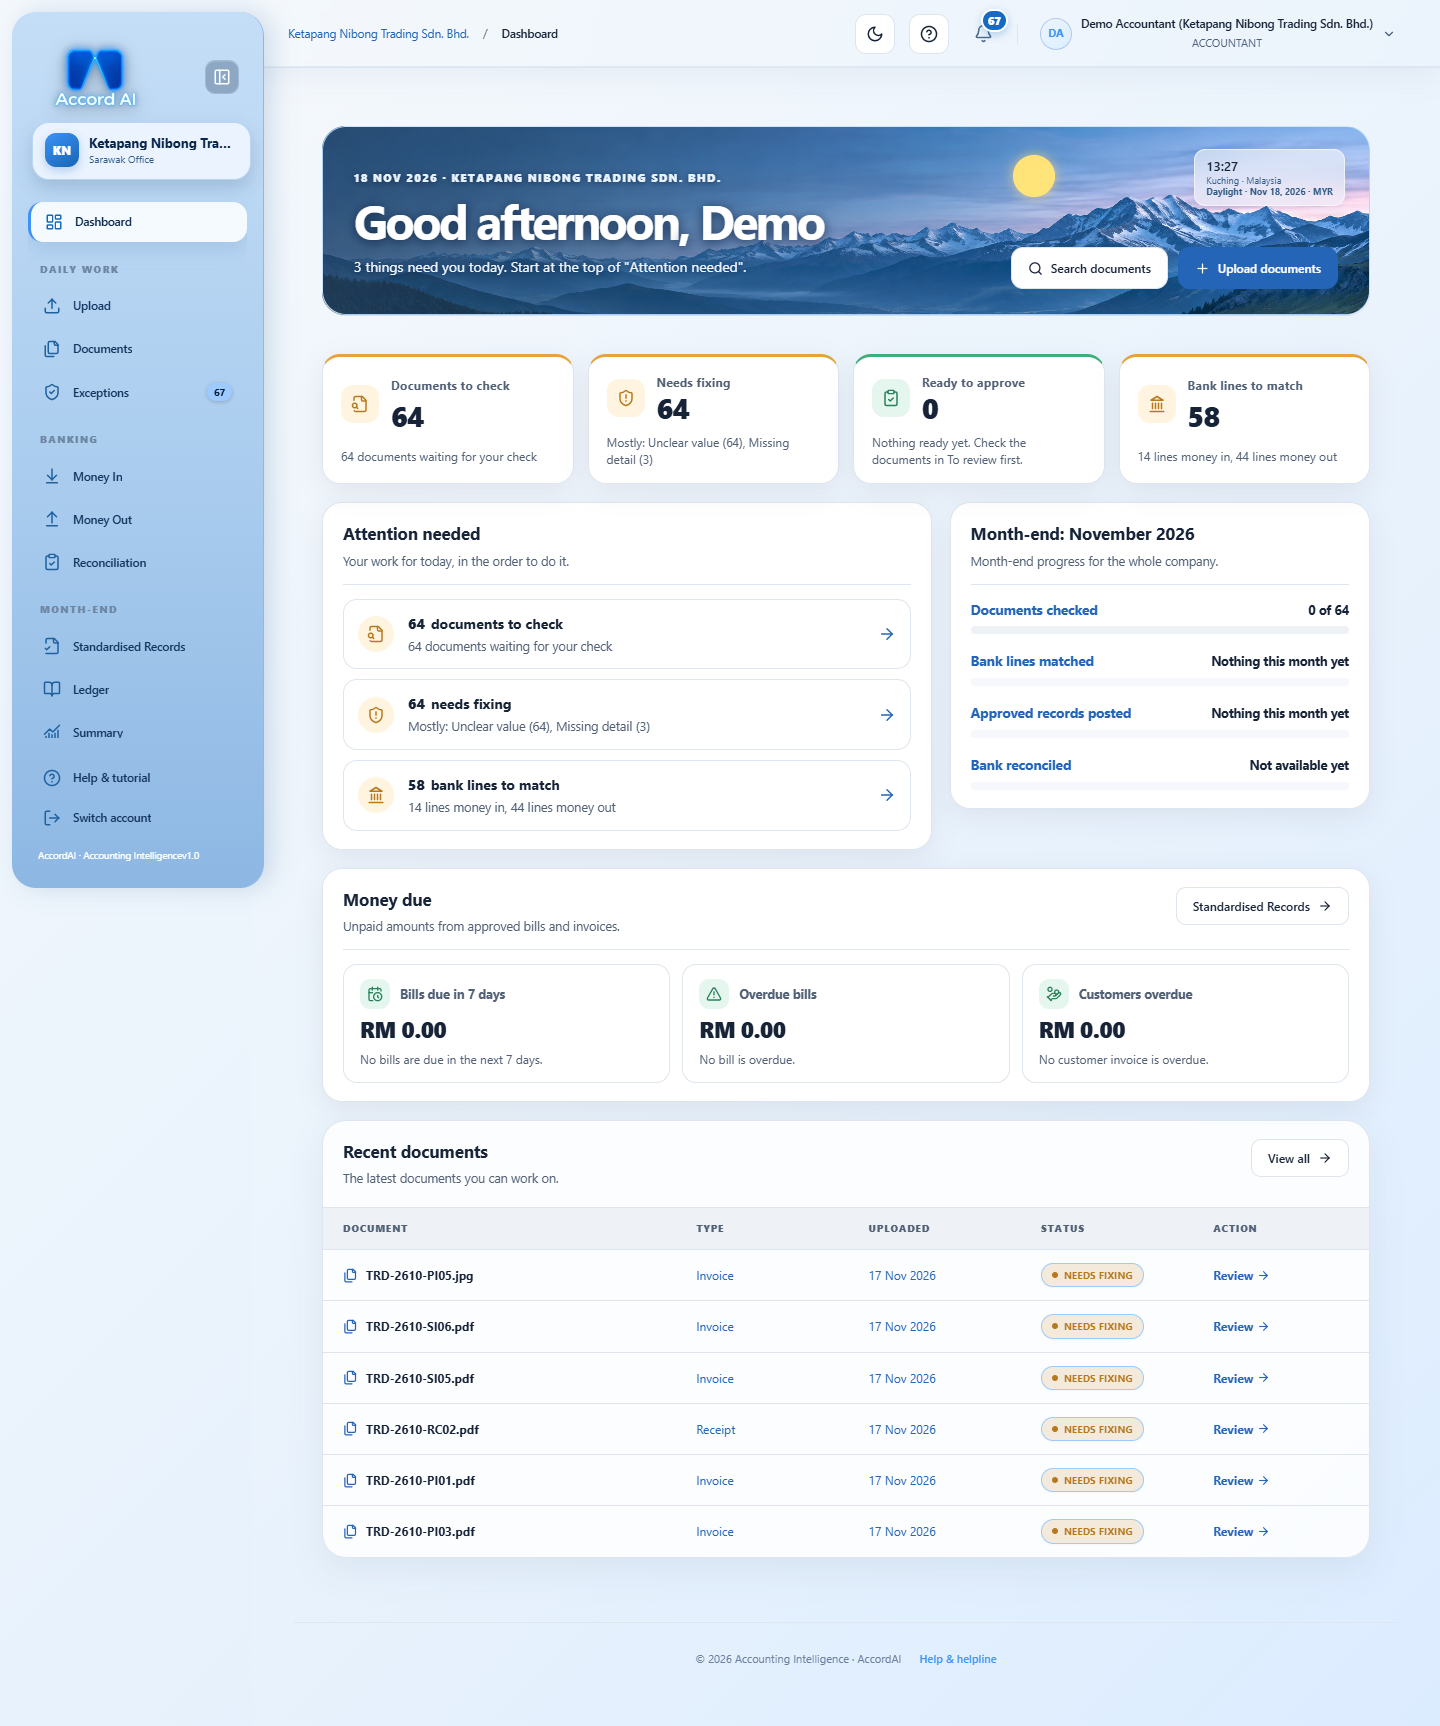 Accord AI
KN
Ketapang Nibong Tra...
Sarawak Office
Dashboard
DAILY WORK
Upload
Documents
Exceptions
67
BANKING
Money In
Money Out
Reconciliation
MONTH-END
Standardised Records
Ledger
Summary
Help & tutorial
Switch account
AccordAI · Accounting Intelligencev1.0
Ketapang Nibong Trading Sdn. Bhd. / Dashboard
67
DA
Demo Accountant (Ketapang Nibong Trading Sdn. Bhd.)
ACCOUNTANT
18 NOV 2026 · KETAPANG NIBONG TRADING SDN. BHD.
Good afternoon, Demo
3 things need you today. Start at the top of "Attention needed".
13:27
Kuching · Malaysia
Daylight · Nov 18, 2026 · MYR
Search documents
Upload documents
Documents to check
64
64 documents waiting for your check
Needs fixing
64
Mostly: Unclear value (64), Missing
detail (3)
Ready to approve
0
Nothing ready yet. Check the
documents in To review first.
Bank lines to match
58
14 lines money in, 44 lines money out
Attention needed
Your work for today, in the order to do it.
64 documents to check
64 documents waiting for your check
64 needs fixing
Mostly: Unclear value (64), Missing detail (3)
58 bank lines to match
14 lines money in, 44 lines money out
Month-end: November 2026
Month-end progress for the whole company.
Documents checked 0 of 64
Bank lines matched Nothing this month yet
Approved records posted Nothing this month yet
Bank reconciled Not available yet
Money due
Unpaid amounts from approved bills and invoices.
Standardised Records
Bills due in 7 days
RM 0.00
No bills are due in the next 7 days.
Overdue bills
RM 0.00
No bill is overdue.
Customers overdue
RM 0.00
No customer invoice is overdue.
Recent documents
The latest documents you can work on.
View all
DOCUMENT TYPE UPLOADED STATUS ACTION
TRD-2610-PI05.jpg Invoice 17 Nov 2026 NEEDS FIXING Review
TRD-2610-SI06.pdf Invoice 17 Nov 2026 NEEDS FIXING Review
TRD-2610-SI05.pdf Invoice 17 Nov 2026 NEEDS FIXING Review
TRD-2610-RC02.pdf Receipt 17 Nov 2026 NEEDS FIXING Review
TRD-2610-PI01.pdf Invoice 17 Nov 2026 NEEDS FIXING Review
TRD-2610-PI03.pdf Invoice 17 Nov 2026 NEEDS FIXING Review
© 2026 Accounting Intelligence · AccordAI Help & helpline